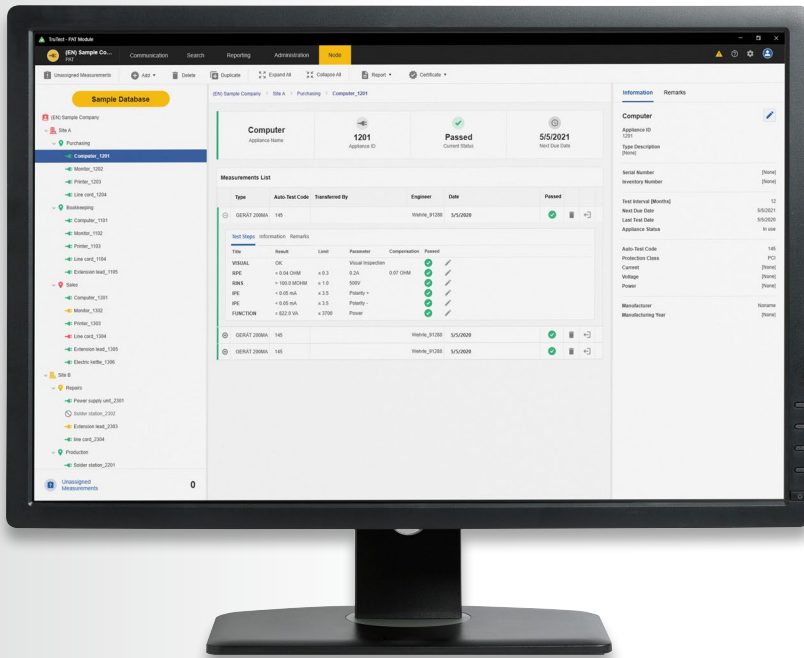 TruTest - PAT Module
(EN) Sample Co...
PAT
Communication Search Reporting Administration Node
Unassigned Measurements Add Delete Duplicate Expand All Collapse All Report Certificate
Sample Database
(EN) Sample Company
Site A
Purchasing
Computer_1201
Monitor_1202
Printer_1203
Line cord_1204
Bookkeeping
Computer_1101
Monitor_1102
Printer_1103
Line cord_1104
Extension lead_1105
Sales
Computer_1301
Monitor_1302
Printer_1303
Line cord_1304
Extension lead_1305
Electric kettle_1306
Site B
Repairs
Power supply unit_2301
Solder station_2302
Extension lead_2303
line cord_2304
Production
Solder station_2201
Unassigned
Measurements 0
(EN) Sample Company > Site A > Purchasing > Computer_1201
Computer
Appliance Name
1201
Appliance ID
Passed
Current Status
5/5/2021
Next Due Date
Measurements List
Type Auto-Test Code Transferred By Engineer Date Passed
GERÄT 200MA 145 5/5/2020
Test Steps Information Remarks
Title Result Limit Parameter Compensation Passed
VISUAL OK Visual Inspection
RPE = 0.04 OHM ≤ 0.3 0.2A 0.07 OHM
RINS > 100.0 MOHM ≥ 1.0 500V
IPE < 0.05 mA ≤ 3.5 Polarity +
IPE < 0.05 mA ≤ 3.5 Polarity -
FUNCTION = 822.0 VA ≤ 3700 Power
GERÄT 200MA 145 5/5/2020
GERÄT 200MA 145 5/5/2020
Information Remarks
Computer
Appliance ID
1201
Type Description
[None]
Serial Number [None]
Inventory Number [None]
Test Interval [Months] 12
Next Due Date 5/5/2021
Last Test Date 5/5/2020
Appliance Status In use
Auto-Test Code 145
Protection Class PCI
Current [None]
Voltage [None]
Power [None]
Manufacturer Noname
Manufacturing Year [None]